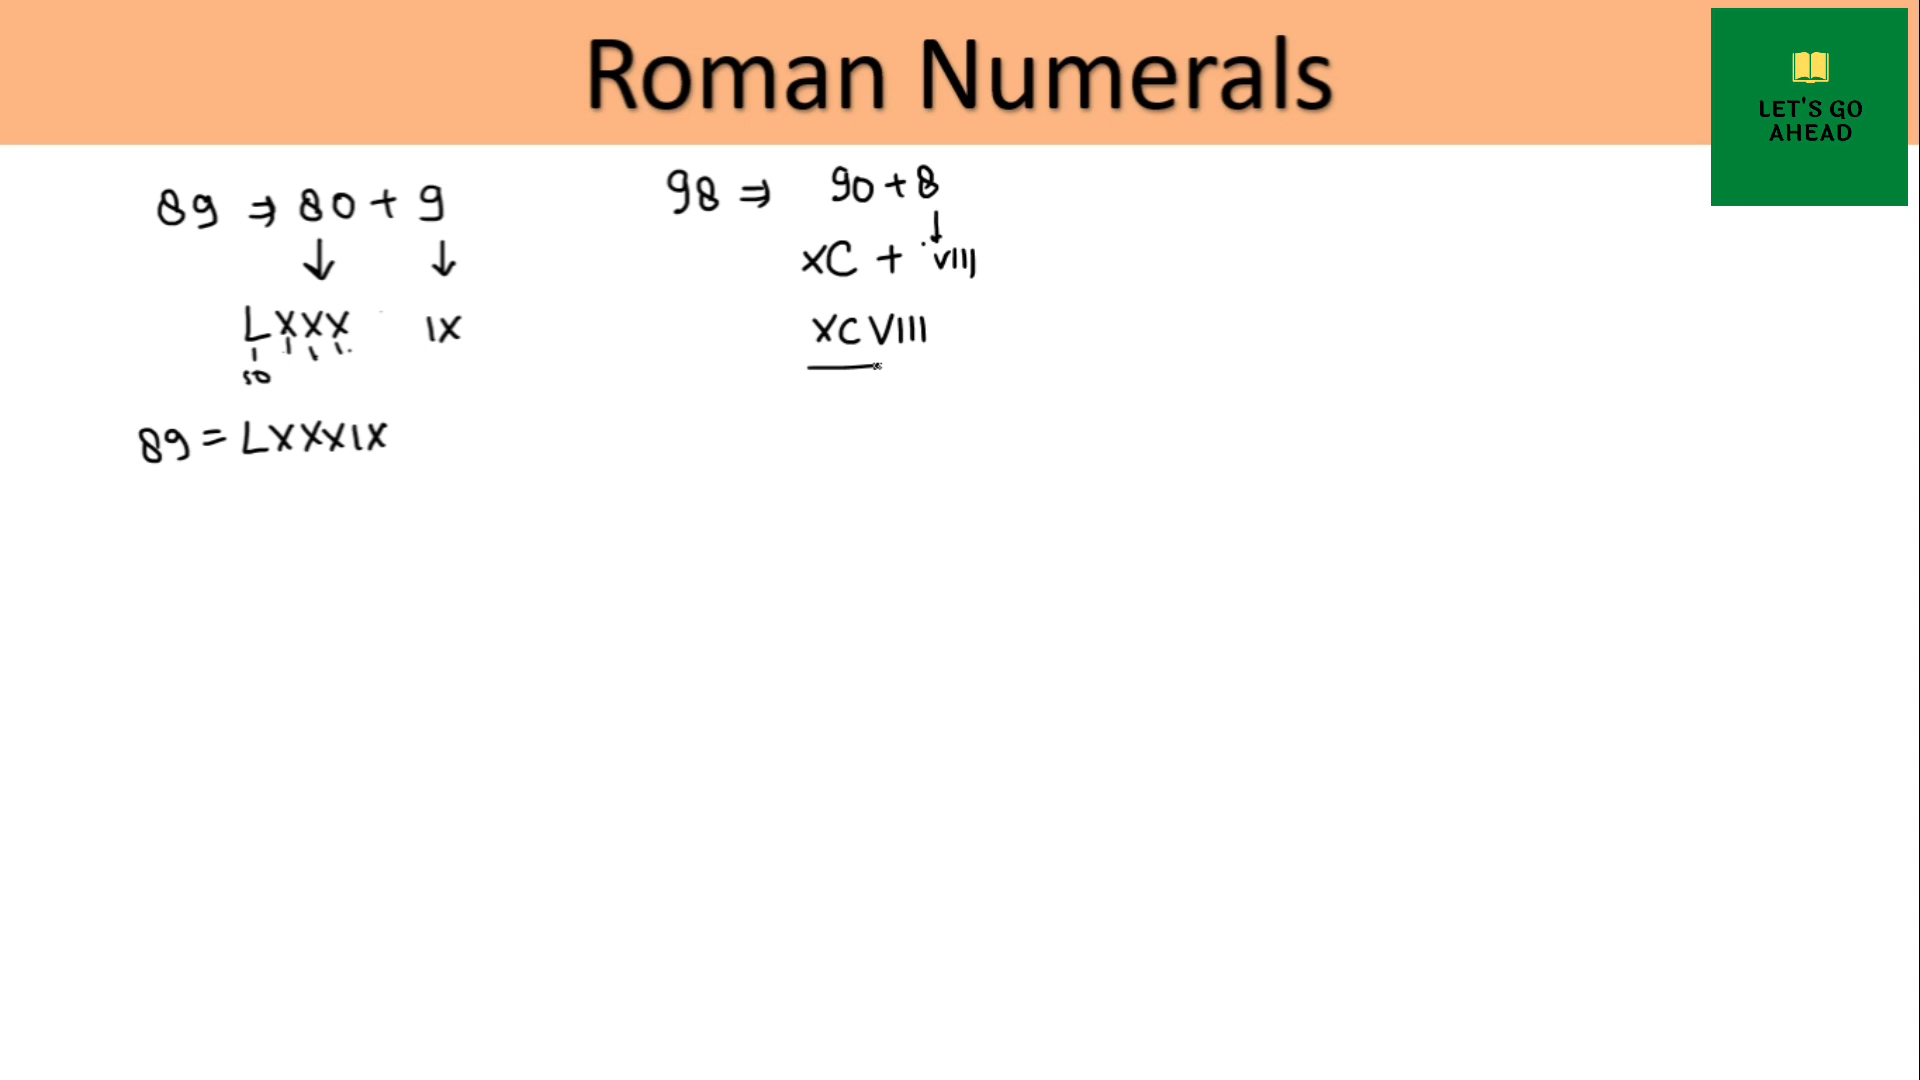 Roman Numerals
LET'S GO
AHEAD
89 ⇒ 80 + 9
↓ ↓
LXXX IX
50
89 = LXXXIX
98 ⇒ 90 + 8
↓
XC + VIII
XCVIII